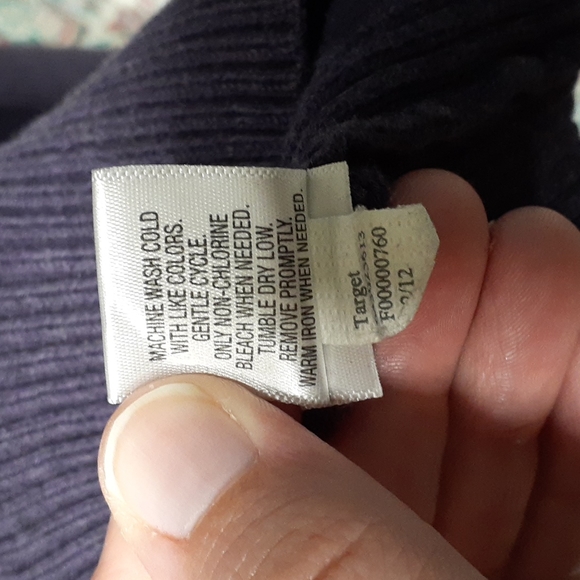 MACHINE WASH COLD
WITH LIKE COLORS.
GENTLE CYCLE.
ONLY NON-CHLORINE
BLEACH WHEN NEEDED.
TUMBLE DRY LOW.
REMOVE PROMPTLY.
WARM IRON WHEN NEEDED.
Target
F00000760
/12